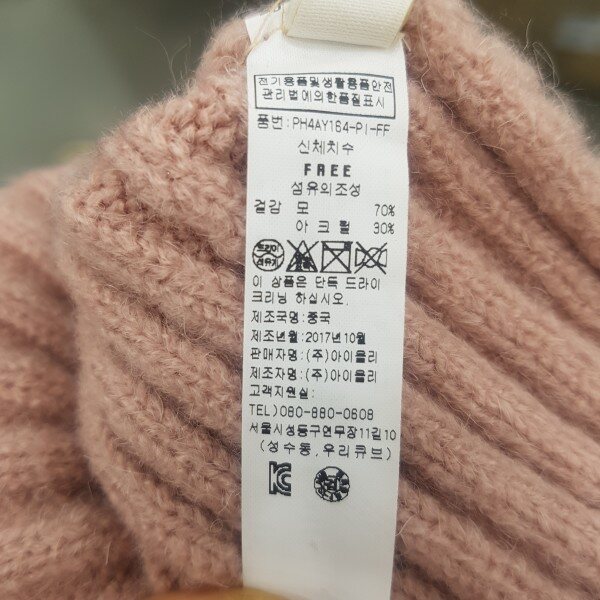 전기용품및생활용품안전
관리법에의한품질표시
품번:PH4AY164-PI-FF
신체치수
FREE
섬유의조성
겉감 모 70%
아크릴 30%
드라이
이 상품은 단독 드라이
크리닝 하십시오.
제조국명:중국
제조년월:2017년10월
판매자명:(주)아이올리
제조자명:(주)아이올리
고객지원실:
TEL)080-880-0608
서울시성동구연무장11길10
(성수동,우리큐브)
KC